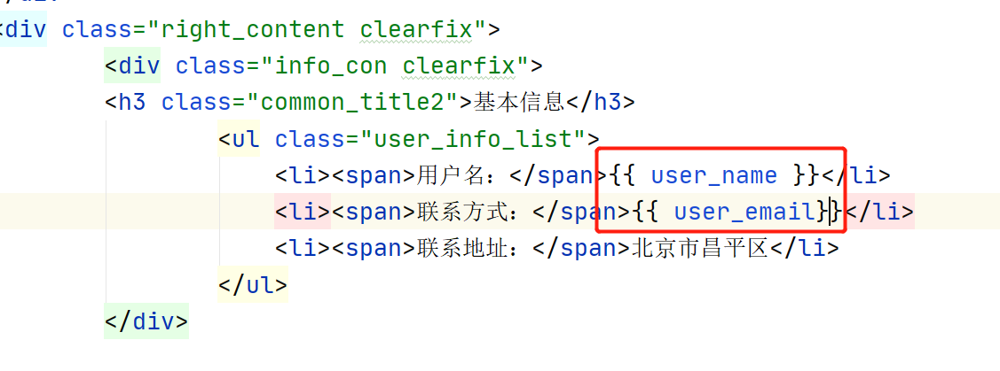 </div>
<div class="right_content clearfix">
<div class="info_con clearfix">
<h3 class="common_title2">基本信息</h3>
<ul class="user_info_list">
<li><span>用户名：</span>{{ user_name }}</li>
<li><span>联系方式：</span>{{ user_email}}</li>
<li><span>联系地址：</span>北京市昌平区</li>
</ul>
</div>